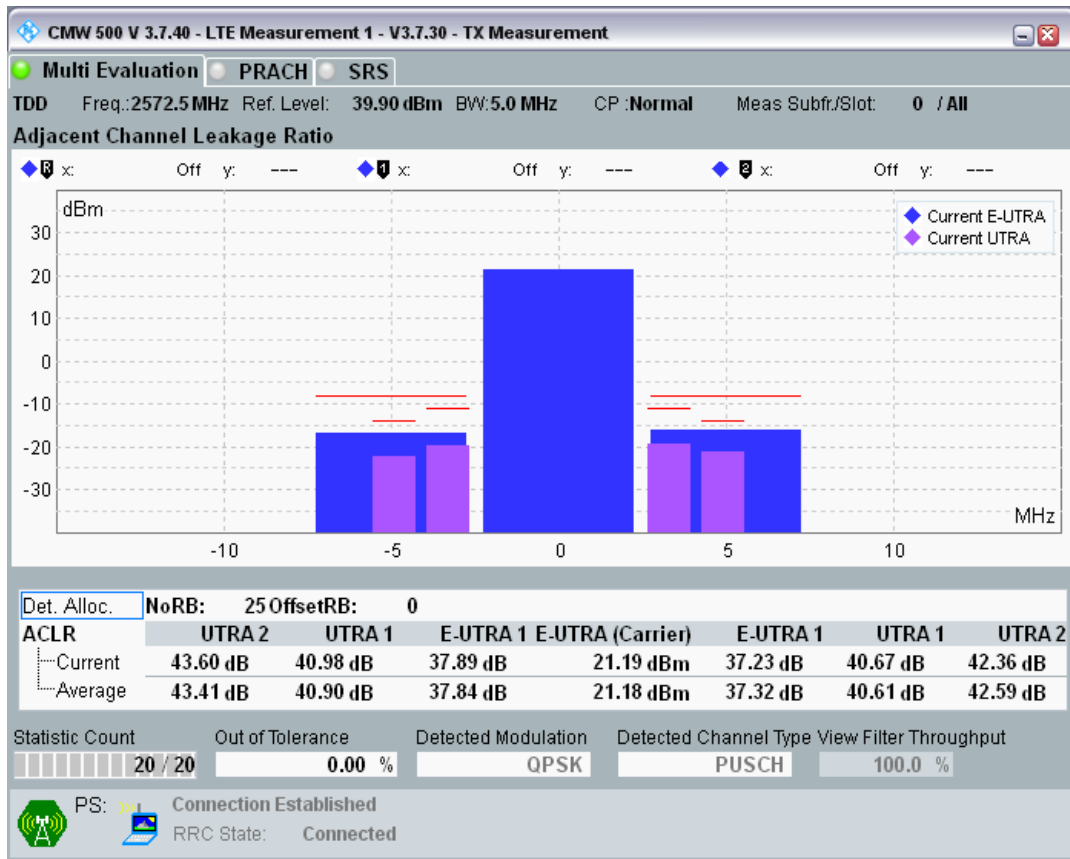 CMW 500 V 3.7.40 - LTE Measurement 1 - V3.7.30 - TX Measurement
Multi Evaluation PRACH SRS
TDD Freq.:2572.5 MHz Ref. Level: 39.90 dBm BW:5.0 MHz CP :Normal Meas Subfr./Slot: 0 / All
Adjacent Channel Leakage Ratio
R x: Off y: --- 1 x: Off y: --- 2 x: Off y: ---
dBm
Current E-UTRA
Current UTRA
30
20
10
0
-10
-20
-30
MHz
-10 -5 0 5 10
Det. Alloc. NoRB: 25 OffsetRB: 0
ACLR UTRA 2 UTRA 1 E-UTRA 1 E-UTRA (Carrier) E-UTRA 1 UTRA 1 UTRA 2
Current 43.60 dB 40.98 dB 37.89 dB 21.19 dBm 37.23 dB 40.67 dB 42.36 dB
Average 43.41 dB 40.90 dB 37.84 dB 21.18 dBm 37.32 dB 40.61 dB 42.59 dB
Statistic Count Out of Tolerance Detected Modulation Detected Channel Type View Filter Throughput
20 / 20 0.00 % QPSK PUSCH 100.0 %
PS: Connection Established
RRC State: Connected